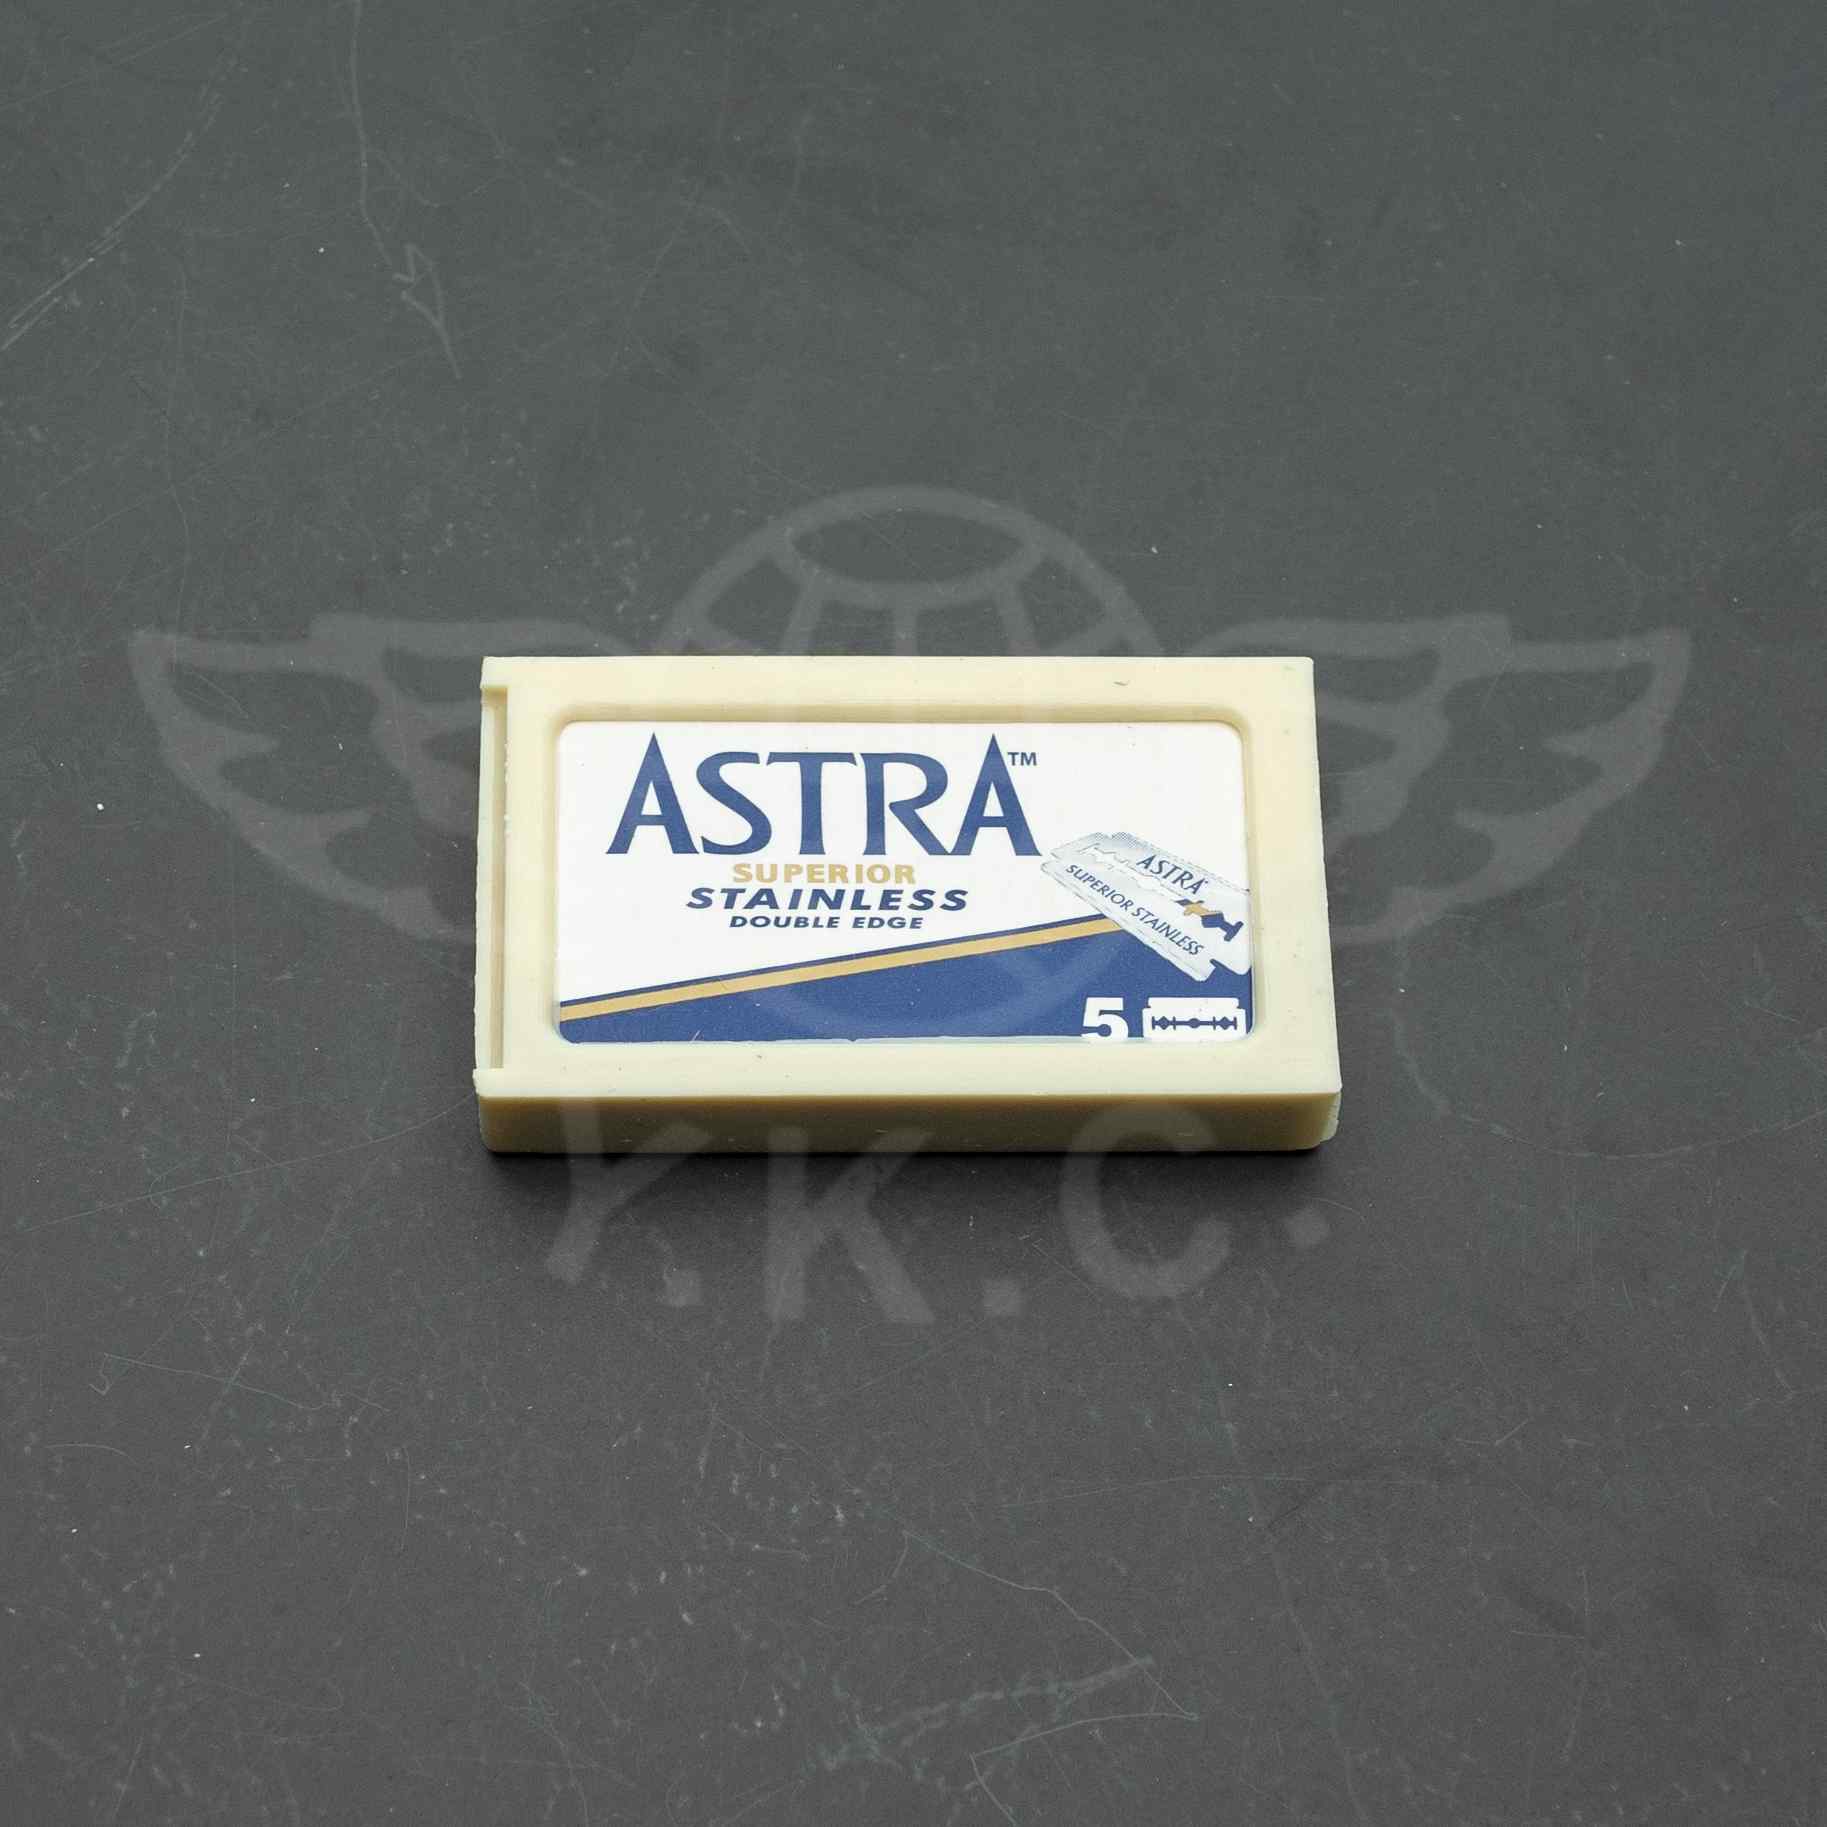 ASTRA™
SUPERIOR
STAINLESS
DOUBLE EDGE
ASTRA
SUPERIOR STAINLESS
5
Y.K.C.